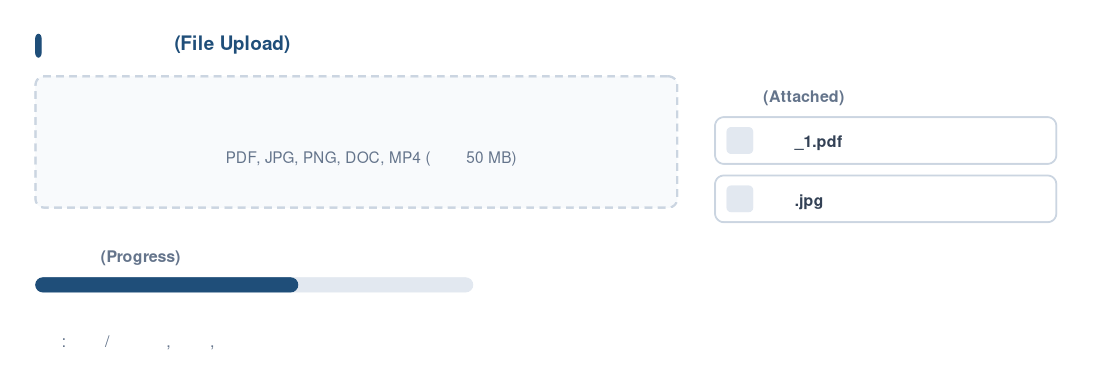 (File Upload)
PDF, JPG, PNG, DOC, MP4 ( 50 MB)
(Attached)
_1.pdf
.jpg
(Progress)
: / , ,